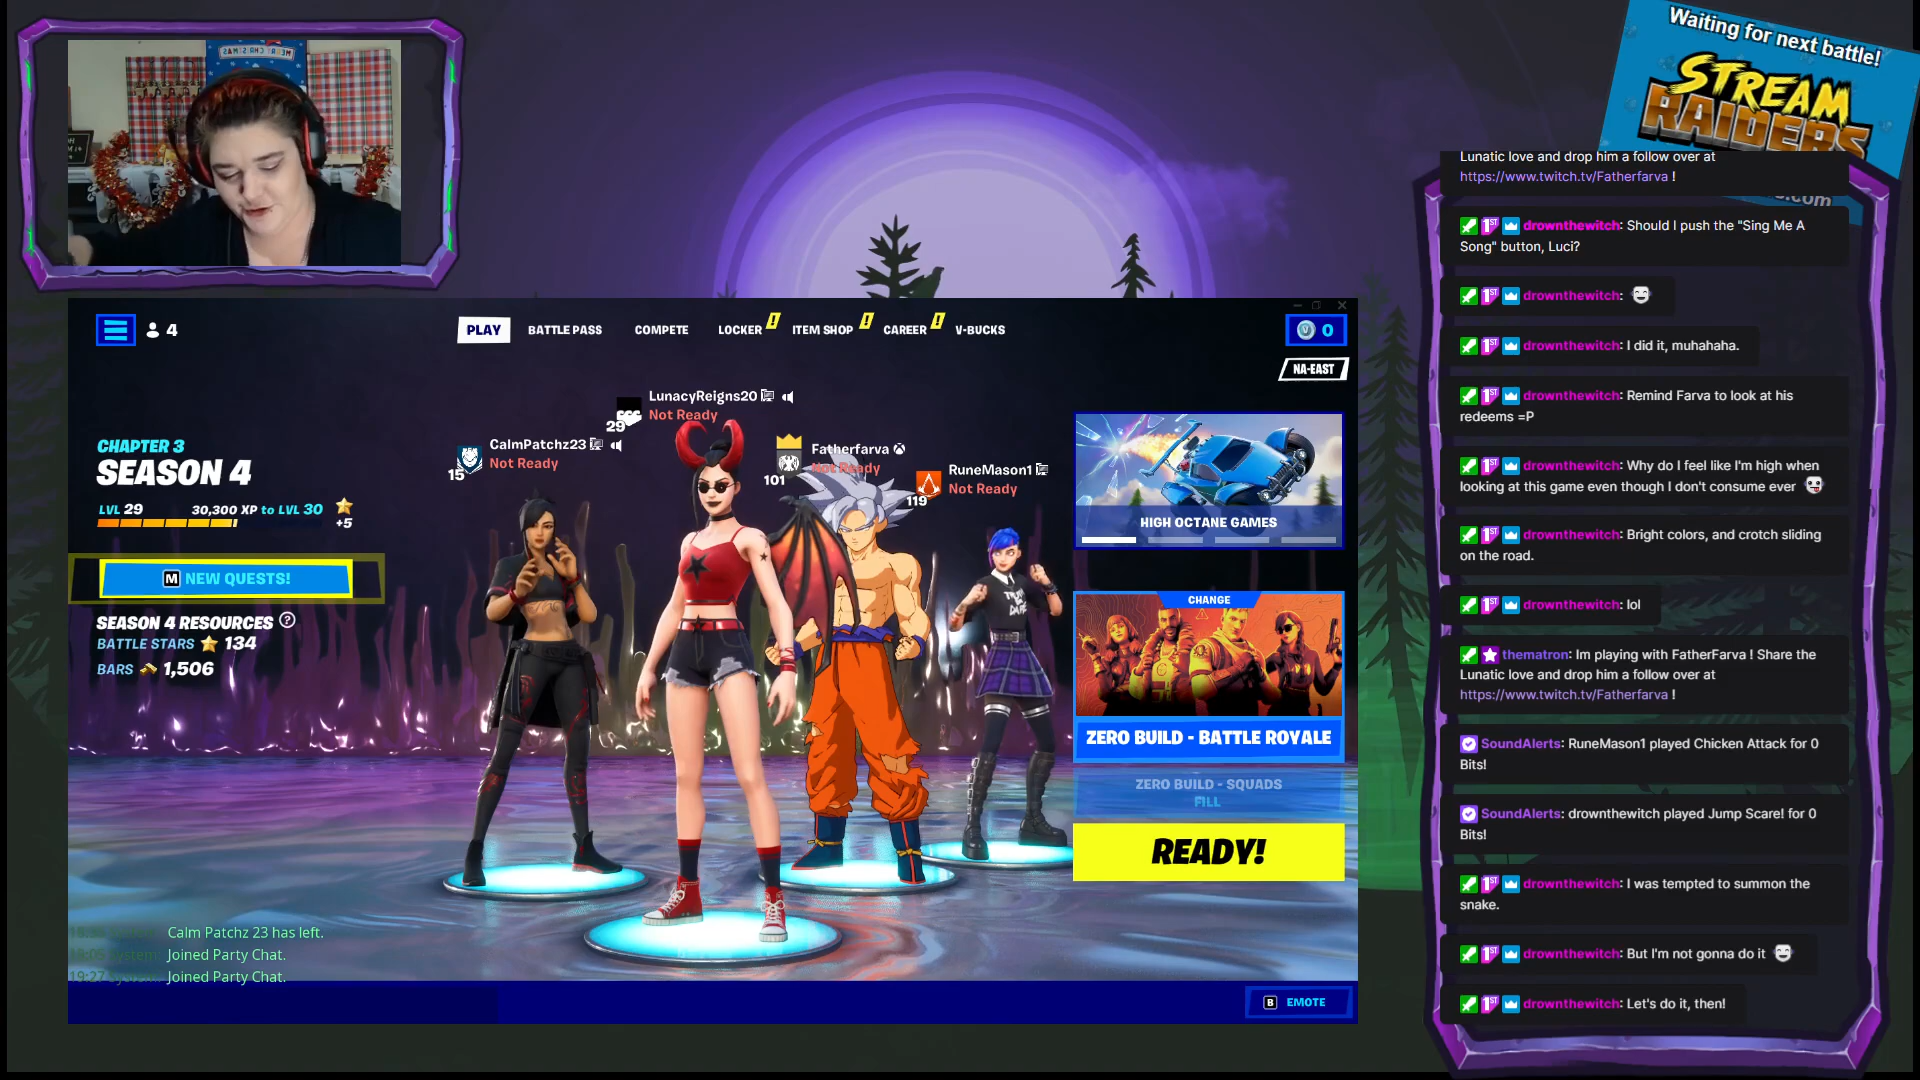 MERRY CHRISTMAS
Waiting for next battle!
STREAM
RAIDERS
.com
Lunatic love and drop him a follow over at
https://www.twitch.tv/Fatherfarva !
drownthewitch: Should I push the "Sing Me A
Song" button, Luci?
drownthewitch:
drownthewitch: I did it, muhahaha.
drownthewitch: Remind Farva to look at his
redeems =P
drownthewitch: Why do I feel like I'm high when
looking at this game even though I don't consume ever
drownthewitch: Bright colors, and crotch sliding
on the road.
drownthewitch: lol
thematron: Im playing with FatherFarva ! Share the
Lunatic love and drop him a follow over at
https://www.twitch.tv/Fatherfarva !
SoundAlerts: RuneMason1 played Chicken Attack for 0
Bits!
SoundAlerts: drownthewitch played Jump Scare! for 0
Bits!
drownthewitch: I was tempted to summon the
snake.
drownthewitch: But I'm not gonna do it
drownthewitch: Let's do it, then!
4
PLAY BATTLE PASS COMPETE LOCKER ! ITEM SHOP ! CAREER ! V-BUCKS
V 0
NA-EAST
LunacyReigns20
Not Ready
29
CalmPatchz23
Not Ready
15
Fatherfarva
Not Ready
101
RuneMason1
Not Ready
119
CHAPTER 3
SEASON 4
LVL 29 30,300 XP to LVL 30
+5
M NEW QUESTS!
SEASON 4 RESOURCES ?
BATTLE STARS 134
BARS 1,506
HIGH OCTANE GAMES
CHANGE
ZERO BUILD - BATTLE ROYALE
ZERO BUILD - SQUADS
FILL
READY!
Calm Patchz 23 has left.
Joined Party Chat.
19:27 System: Joined Party Chat.
B EMOTE